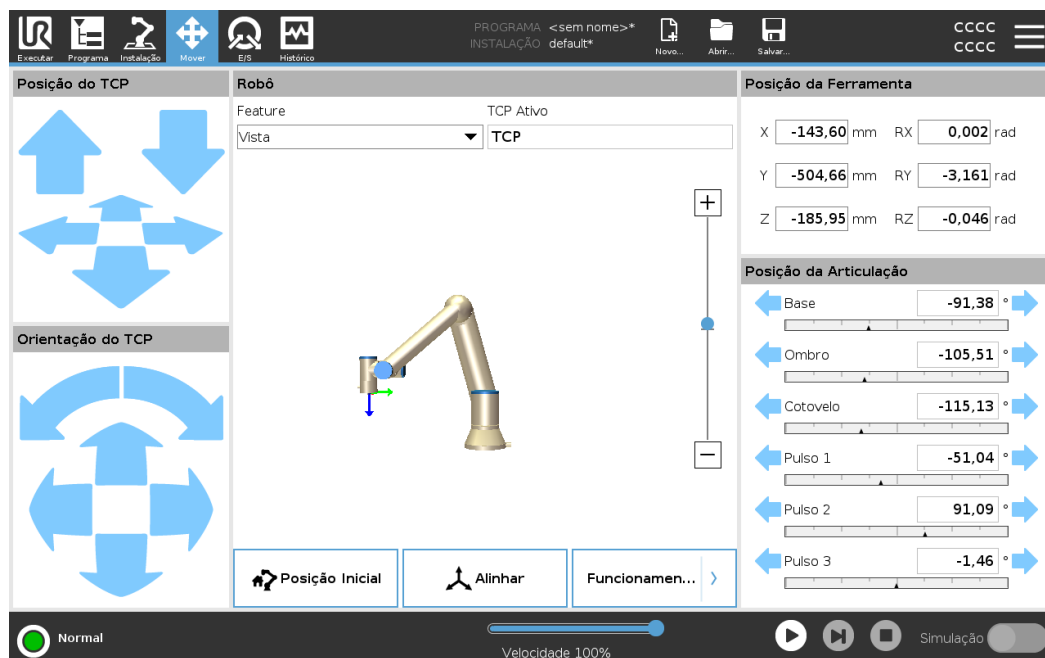 Executar
Programa
Instalação
Mover
E/S
Histórico
PROGRAMA <sem nome>*
INSTALAÇÃO default*
Novo...
Abrir...
Salvar...
CCCC
CCCC
Posição do TCP
Orientação do TCP
Robô
Feature
TCP Ativo
Vista
TCP
+
−
Posição Inicial
Alinhar
Funcionamen...
Posição da Ferramenta
X -143,60 mm RX 0,002 rad
Y -504,66 mm RY -3,161 rad
Z -185,95 mm RZ -0,046 rad
Posição da Articulação
Base -91,38 °
Ombro -105,51 °
Cotovelo -115,13 °
Pulso 1 -51,04 °
Pulso 2 91,09 °
Pulso 3 -1,46 °
Normal
Velocidade 100%
Simulação